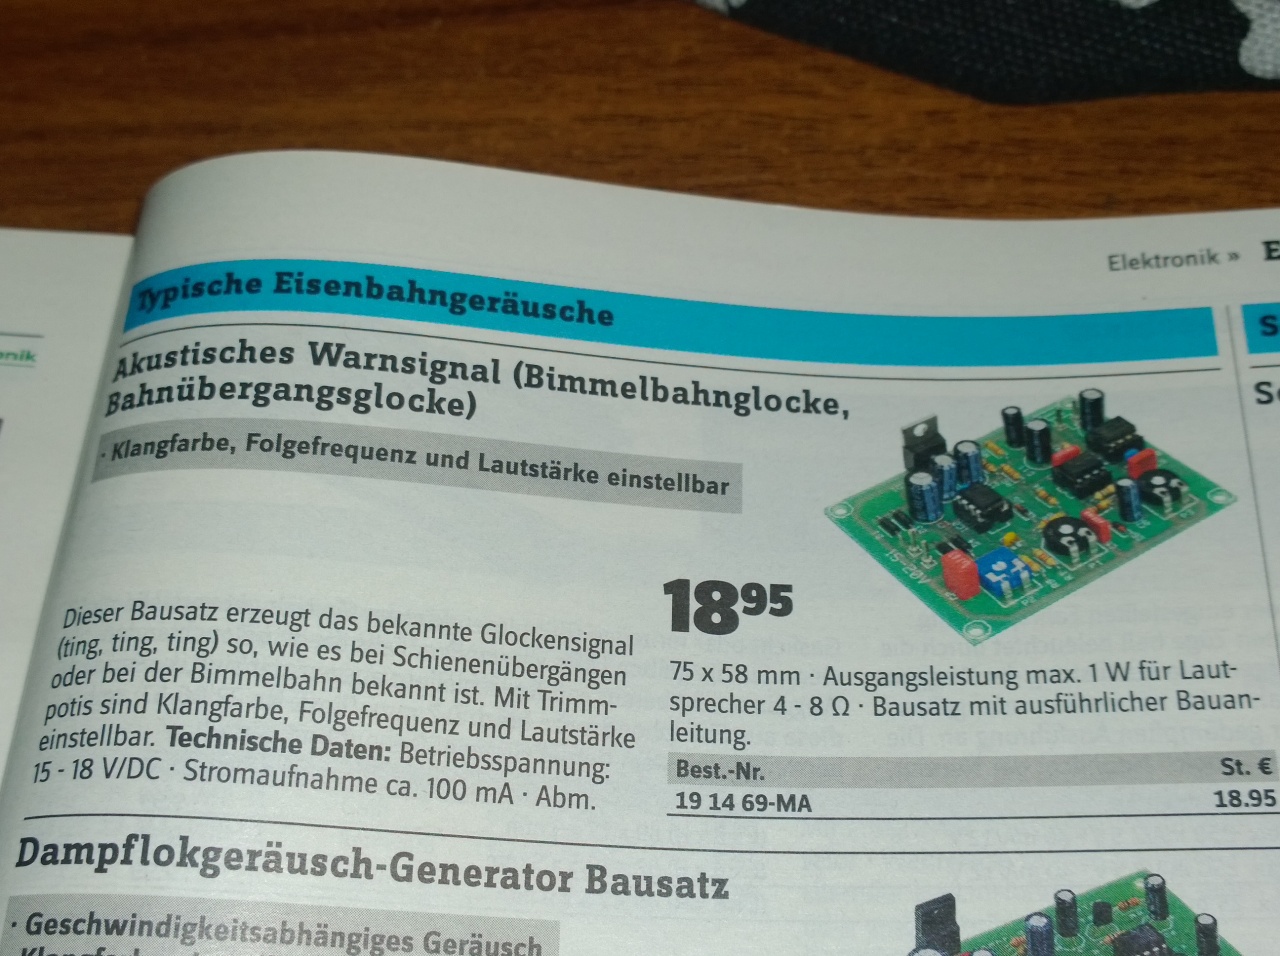 onik
Elektronik »
Typische Eisenbahngeräusche
Akustisches Warnsignal (Bimmelbahnglocke,
Bahnübergangsglocke)
· Klangfarbe, Folgefrequenz und Lautstärke einstellbar
Dieser Bausatz erzeugt das bekannte Glockensignal
(ting, ting, ting) so, wie es bei Schienenübergängen
oder bei der Bimmelbahn bekannt ist. Mit Trimm-
potis sind Klangfarbe, Folgefrequenz und Lautstärke
einstellbar. Technische Daten: Betriebsspannung:
15 - 18 V/DC · Stromaufnahme ca. 100 mA · Abm.
18 95
75 x 58 mm · Ausgangsleistung max. 1 W für Laut-
sprecher 4 - 8 Ω · Bausatz mit ausführlicher Bauan-
leitung.
Best.-Nr. St. €
19 14 69-MA 18.95
Dampflokgeräusch-Generator Bausatz
· Geschwindigkeitsabhängiges Geräusch